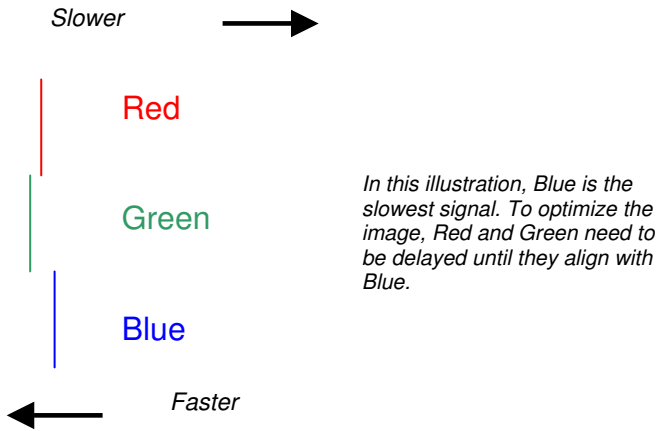 Slower
Red
Green
In this illustration, Blue is the
slowest signal. To optimize the
image, Red and Green need to
be delayed until they align with
Blue.
Blue
Faster